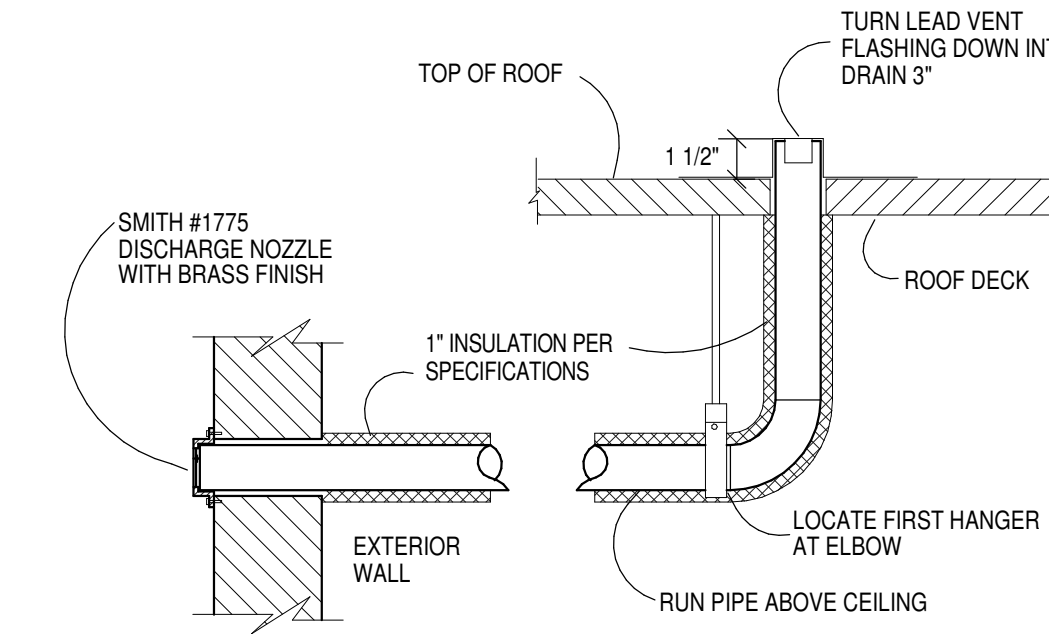 TURN LEAD VENT
FLASHING DOWN
DRAIN 3"
TOP OF ROOF
1 1/2"
SMITH #1775
DISCHARGE NOZZLE
WITH BRASS FINISH
ROOF DECK
1" INSULATION PER
SPECIFICATIONS
LOCATE FIRST HANGER
AT ELBOW
EXTERIOR
WALL
RUN PIPE ABOVE CEILING